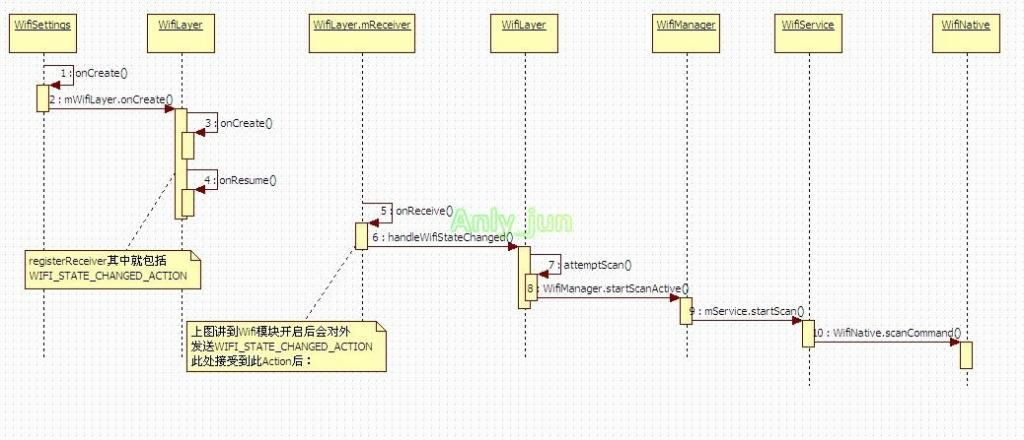 WifiSettings
WifiLayer
WifiLayer.mReceiver
WifiLayer
WifiManager
WifiService
WifiNative
1 : onCreate()
2 : mWifiLayer.onCreate()
3 : onCreate()
4 : onResume()
5 : onReceive()
Anly_jun
6 : handleWifiStateChanged()
registerReceiver其中就包括
WIFI_STATE_CHANGED_ACTION
7 : attemptScan()
8 : WifiManager.startScanActive()
9 : mService.startScan()
上图讲到Wifi模块开启后会对外
发送WIFI_STATE_CHANGED_ACTION
此处接受到此Action后：
10 : WifiNative.scanCommand()